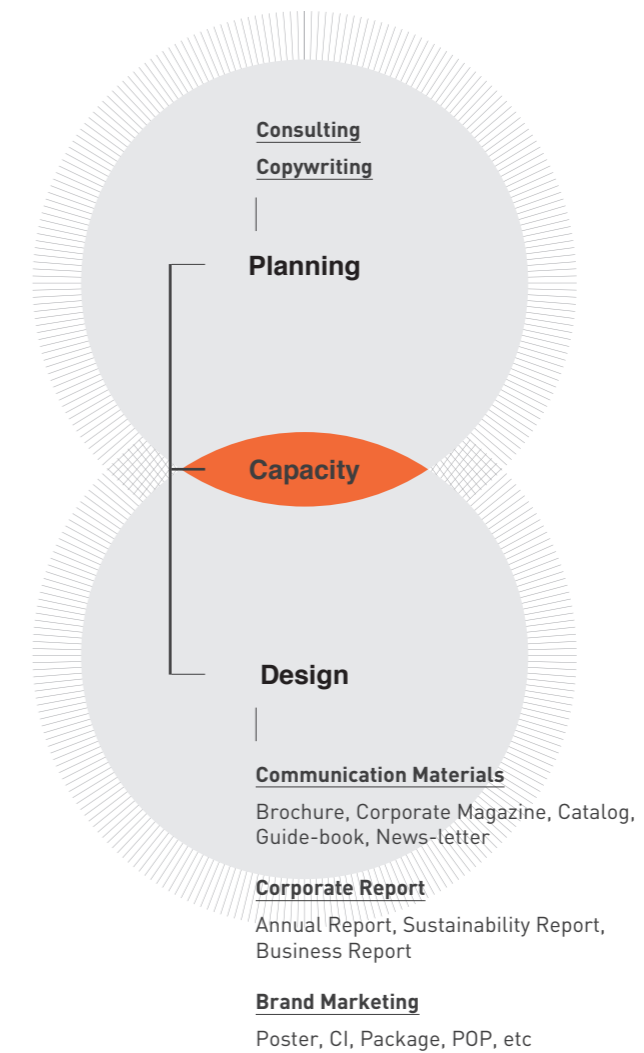 Consulting
Copywriting
Planning
Capacity
Design
Communication Materials
Brochure, Corporate Magazine, Catalog,
Guide-book, News-letter
Corporate Report
Annual Report, Sustainability Report,
Business Report
Brand Marketing
Poster, CI, Package, POP, etc